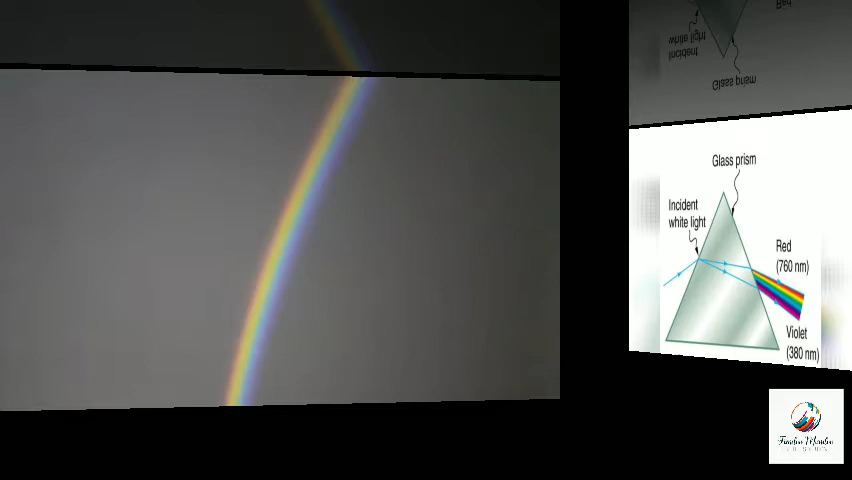 Glass prism
Incident
white light
Red
(760 nm)
Violet
(380 nm)